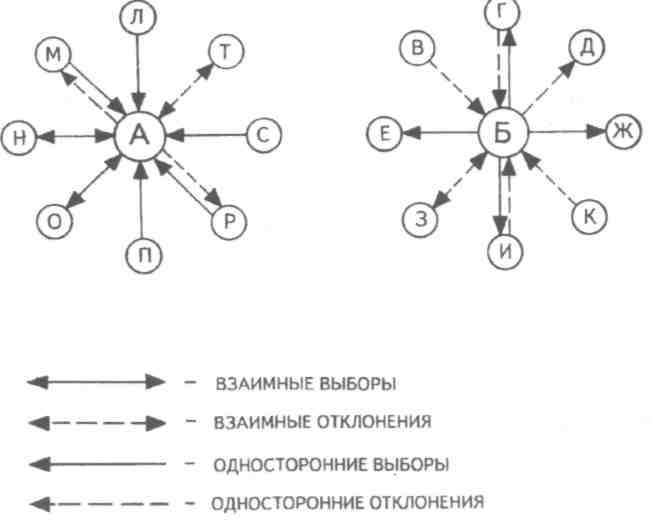 Л
Г
М
Т
В
Д
Н
А
С
Е
Б
Ж
О
Р
З
К
П
И
– ВЗАИМНЫЕ ВЫБОРЫ
– ВЗАИМНЫЕ ОТКЛОНЕНИЯ
– ОДНОСТОРОННИЕ ВЫБОРЫ
– ОДНОСТОРОННИЕ ОТКЛОНЕНИЯ